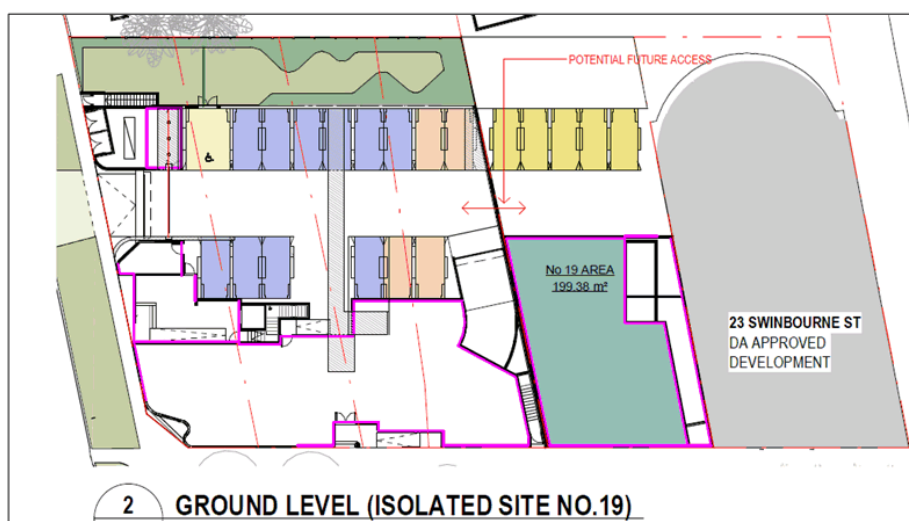 POTENTIAL FUTURE ACCESS
No 19 AREA
199.38 m²
23 SWINBOURNE ST
DA APPROVED
DEVELOPMENT
2 GROUND LEVEL (ISOLATED SITE NO.19)